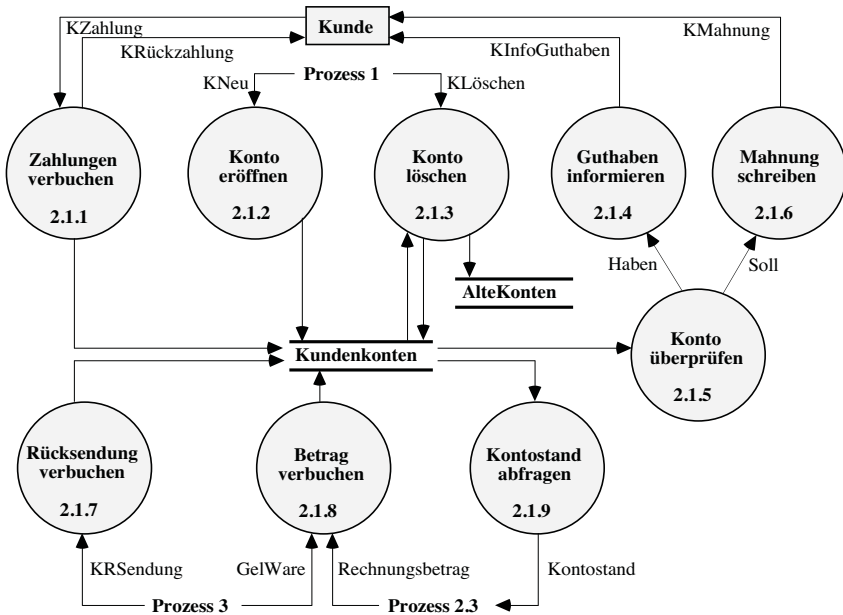 KZahlung
Kunde
KMahnung
KRückzahlung
KInfoGuthaben
KNeu
Prozess 1
KLöschen
Zahlungen
verbuchen
2.1.1
Konto
eröffnen
2.1.2
Konto
löschen
2.1.3
Guthaben
informieren
2.1.4
Mahnung
schreiben
2.1.6
Haben
Soll
AlteKonten
Kundenkonten
Konto
überprüfen
2.1.5
Rücksendung
verbuchen
2.1.7
Betrag
verbuchen
2.1.8
Kontostand
abfragen
2.1.9
KRSendung
GelWare
Rechnungsbetrag
Kontostand
Prozess 3
Prozess 2,3